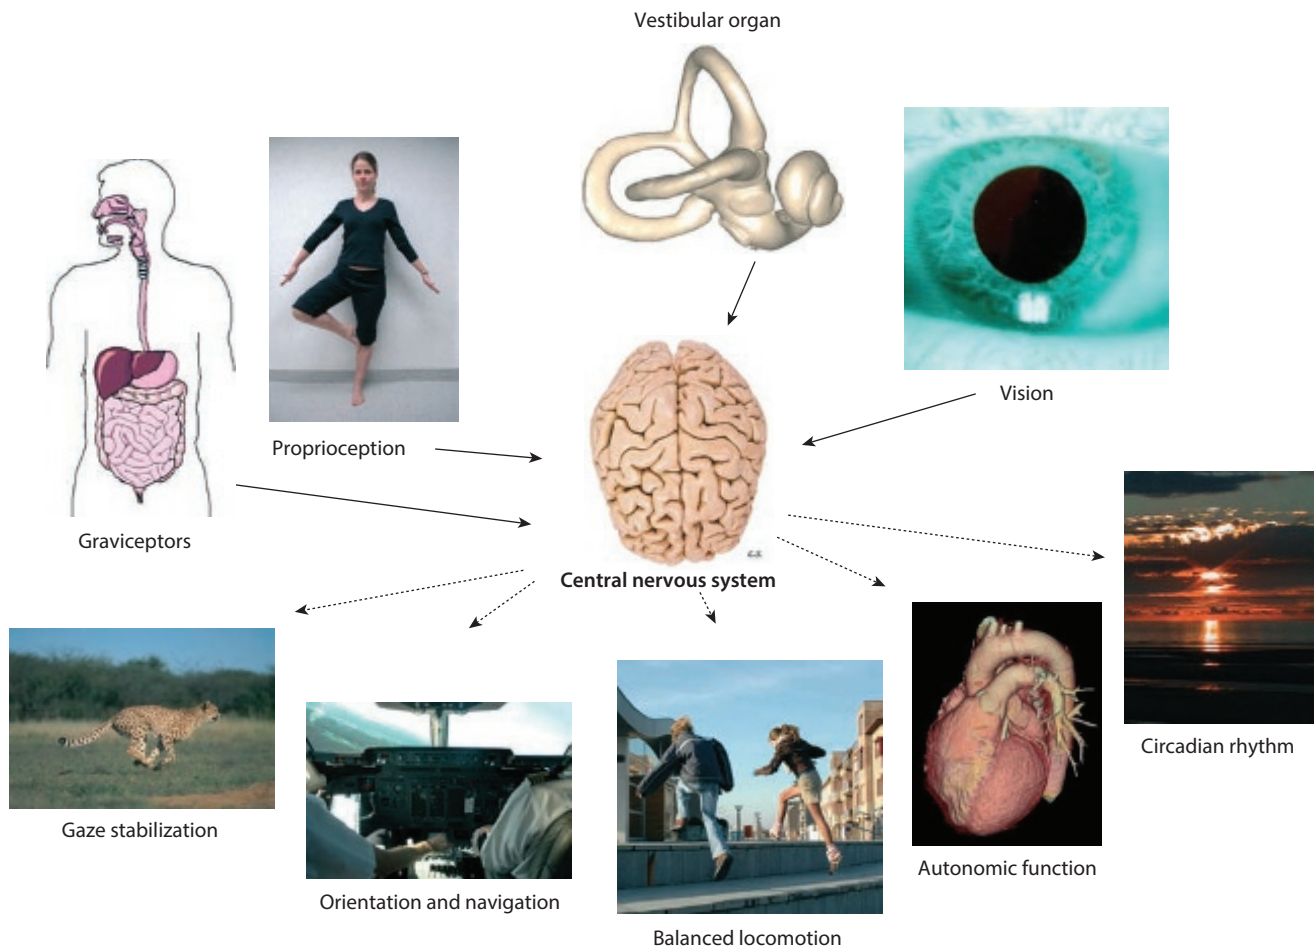 Vestibular organ
Vision
Proprioception
Graviceptors
Central nervous system
Circadian rhythm
Gaze stabilization
Autonomic function
Orientation and navigation
Balanced locomotion